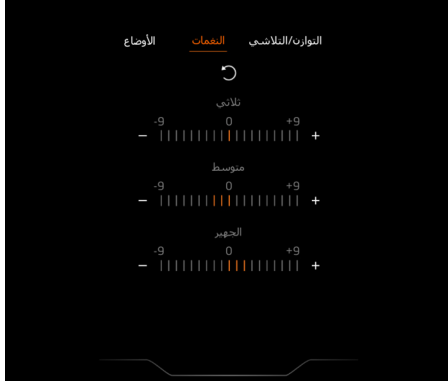 التوازن/التلاشي النغمات الأوضاع
ثلاثي
-9 0 +9
− +
متوسط
-9 0 +9
− +
الجهير
-9 0 +9
− +